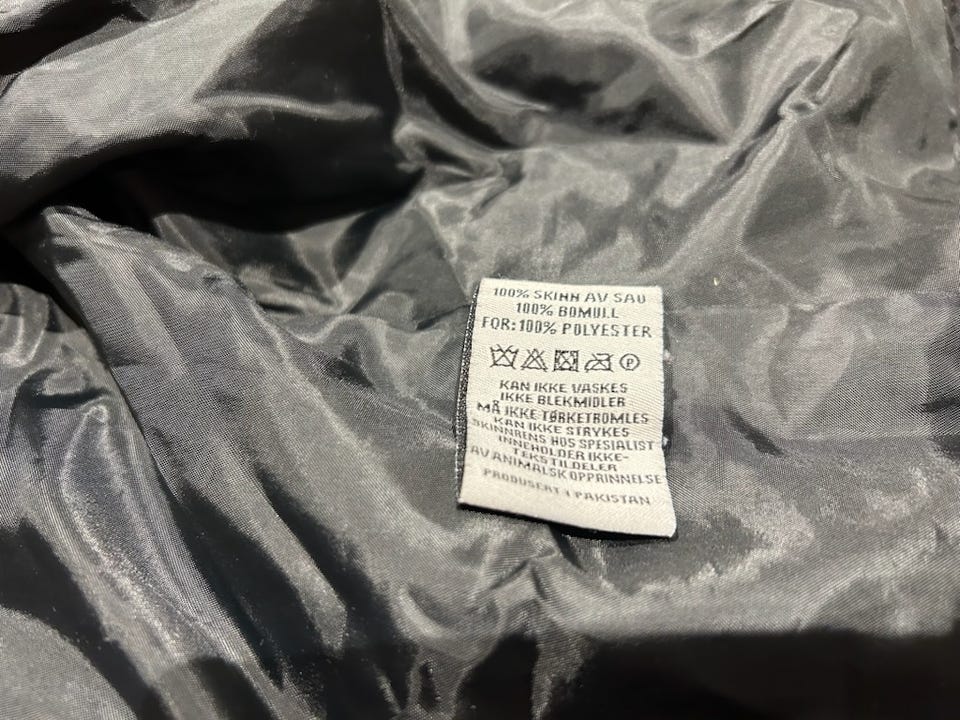 100% SKINN AV SAU
100% BOMULL
FOR: 100% POLYESTER
P
KAN IKKE VASKES
IKKE BLEKMIDLER
MÅ IKKE TØRKETROMLES
KAN IKKE STRYKES
SKINNRENS HOS SPESIALIST
INNEHOLDER IKKE-
TEKSTILDELER
AV ANIMALSK OPPRINNELSE
PRODUSERT I PAKISTAN